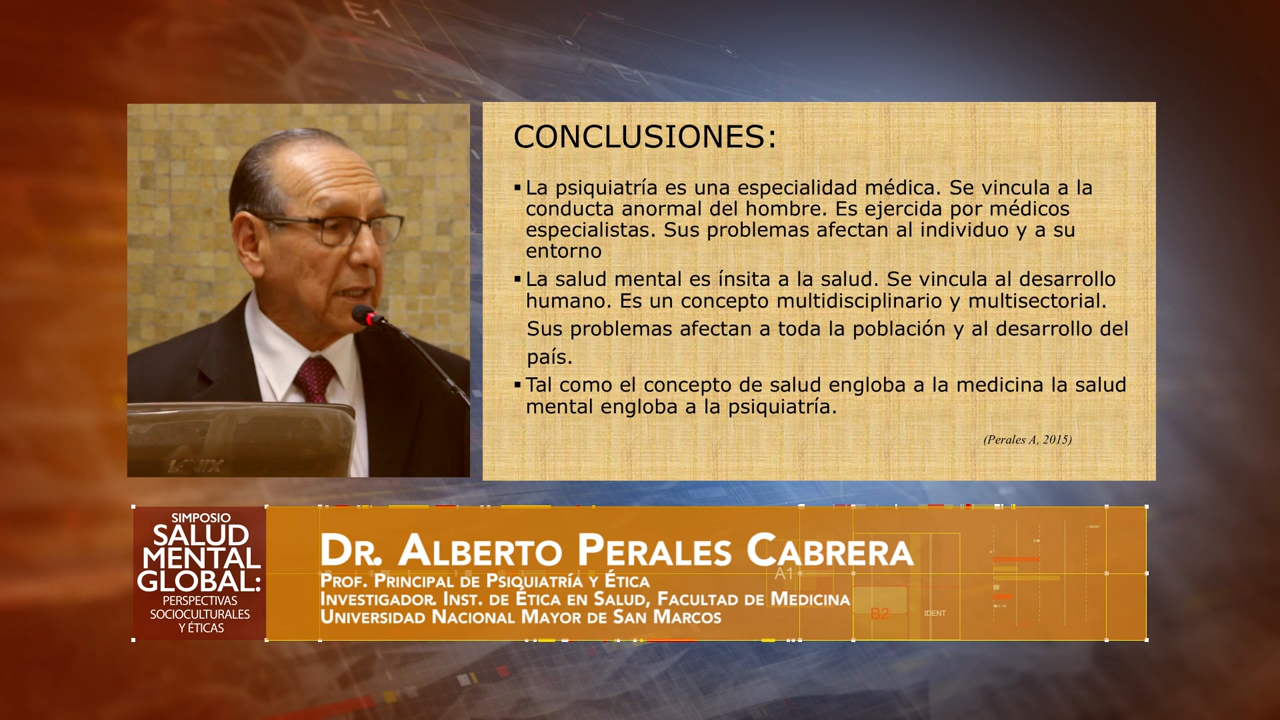 E1
CONCLUSIONES:
▪ La psiquiatría es una especialidad médica. Se vincula a la
conducta anormal del hombre. Es ejercida por médicos
especialistas. Sus problemas afectan al individuo y a su
entorno
▪ La salud mental es ínsita a la salud. Se vincula al desarrollo
humano. Es un concepto multidisciplinario y multisectorial.
Sus problemas afectan a toda la población y al desarrollo del
país.
▪ Tal como el concepto de salud engloba a la medicina la salud
mental engloba a la psiquiatría.
(Perales A, 2015)
SIMPOSIO
SALUD
MENTAL
GLOBAL:
PERSPECTIVAS
SOCIOCULTURALES
Y ÉTICAS
DR. ALBERTO PERALES CABRERA
PROF. PRINCIPAL DE PSIQUIATRÍA Y ÉTICA
INVESTIGADOR. INST. DE ÉTICA EN SALUD, FACULTAD DE MEDICINA
UNIVERSIDAD NACIONAL MAYOR DE SAN MARCOS
A1
B2
IDENT